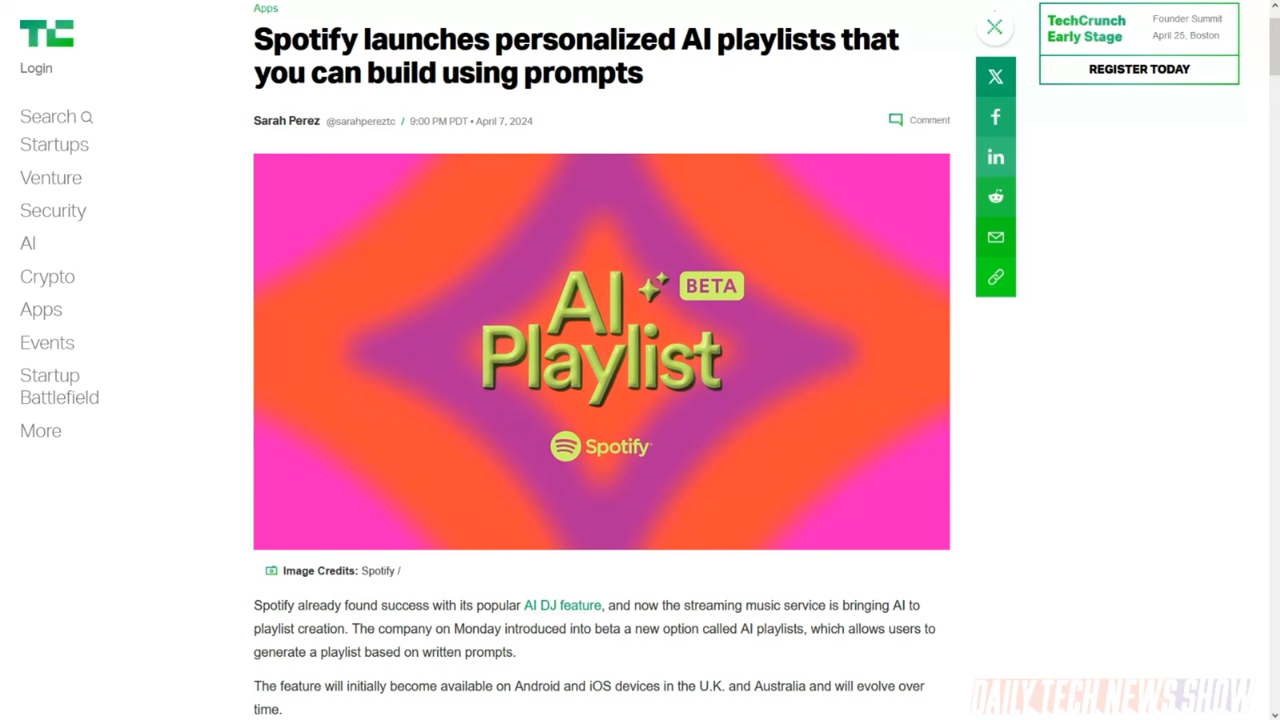 TC
Login
Search
Startups
Venture
Security
AI
Crypto
Apps
Events
Startup
Battlefield
More
Apps
Spotify launches personalized AI playlists that
you can build using prompts
Sarah Perez @sarahpereztc / 9:00 PM PDT • April 7, 2024
Comment
AI BETA
Playlist
Spotify
Image Credits: Spotify /
Spotify already found success with its popular AI DJ feature, and now the streaming music service is bringing AI to
playlist creation. The company on Monday introduced into beta a new option called AI playlists, which allows users to
generate a playlist based on written prompts.
The feature will initially become available on Android and iOS devices in the U.K. and Australia and will evolve over
time.
X
f
in
TechCrunch
Early Stage
Founder Summit
April 25, Boston
REGISTER TODAY
DAILY TECH NEWS SHOW